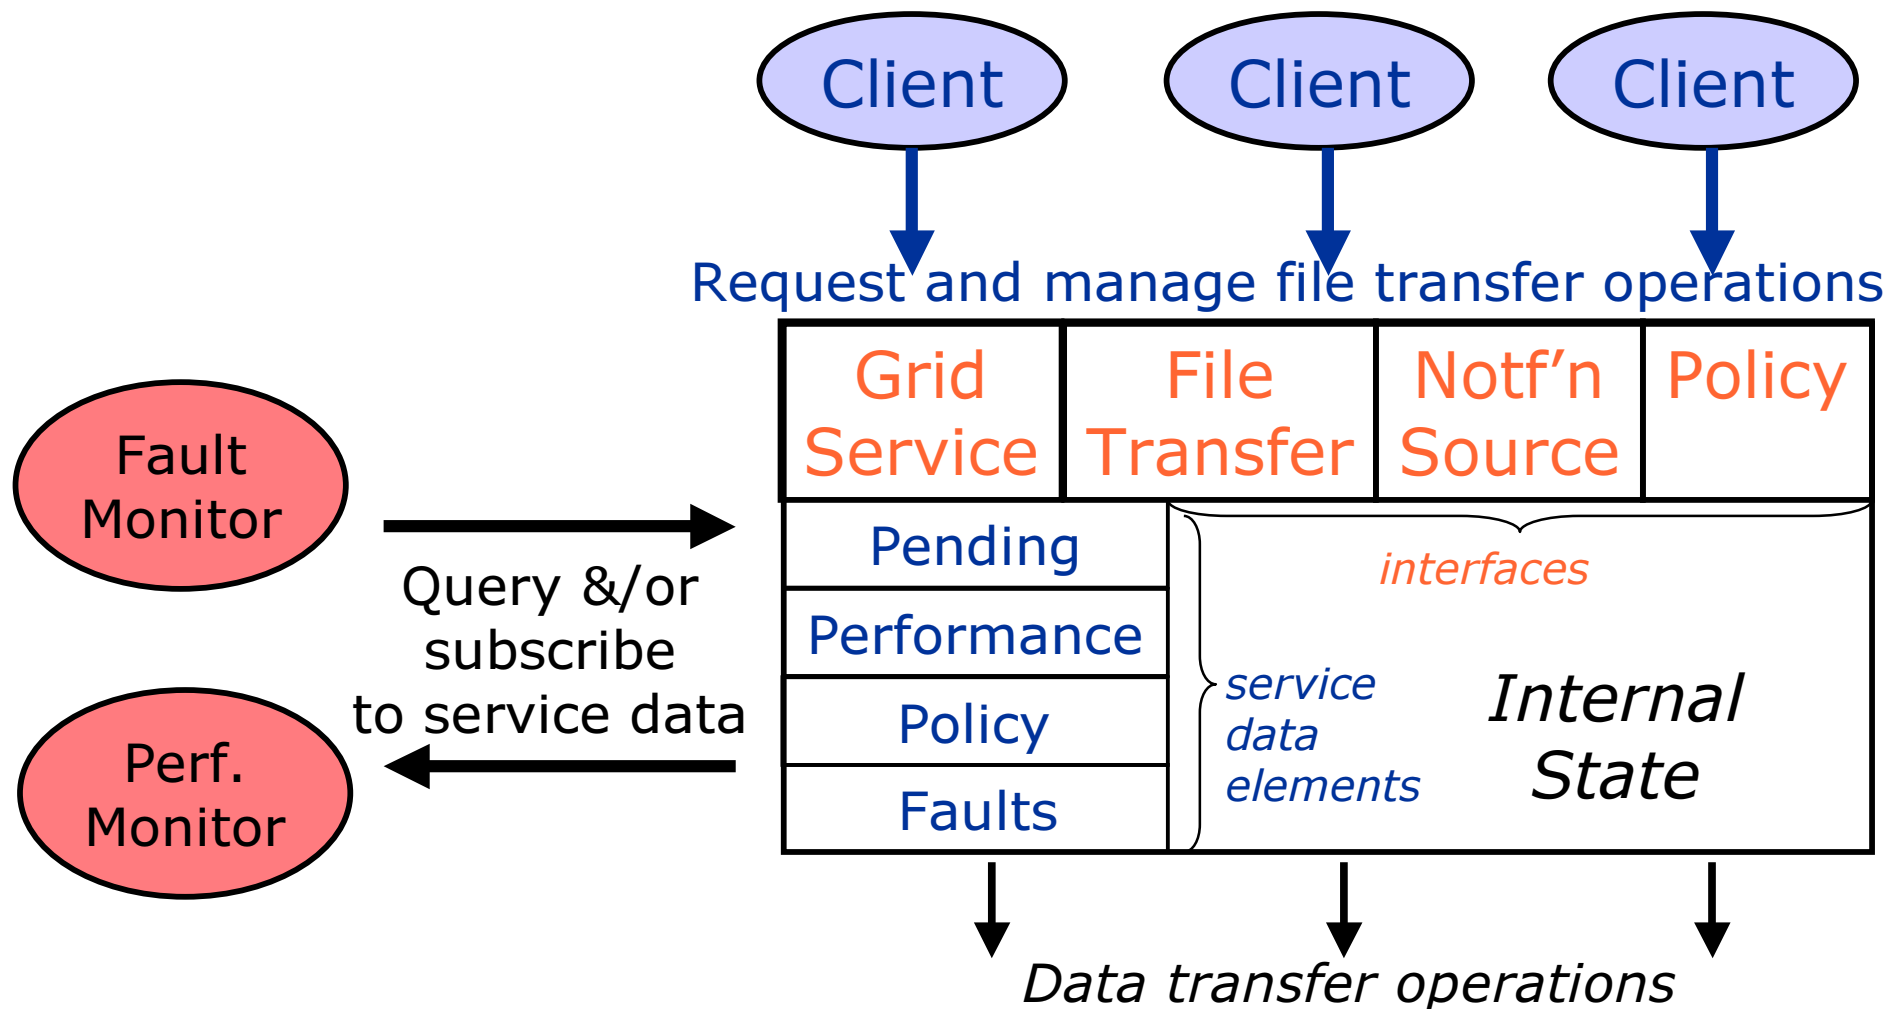 Client
Client
Client
Request and manage file transfer operations
Grid
Service
File
Transfer
Notf’n
Source
Policy
Fault
Monitor
Query &/or
subscribe
to service data
Perf.
Monitor
Pending
Performance
Policy
Faults
interfaces
service
data
elements
Internal
State
Data transfer operations